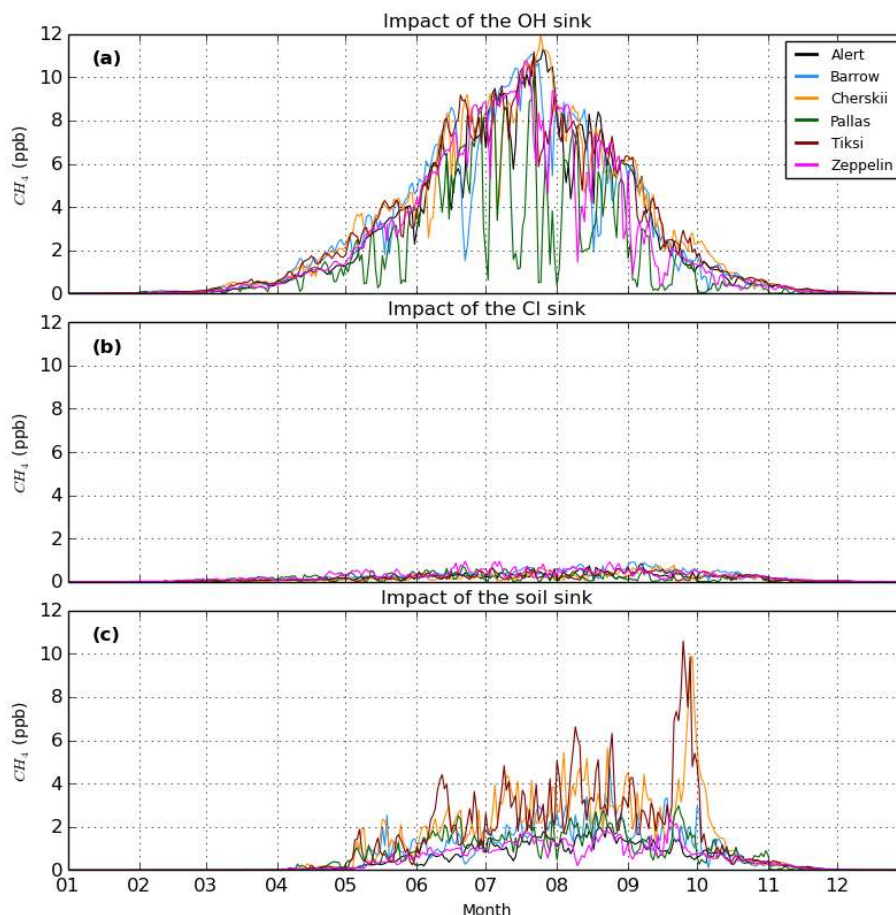 Impact of the OH sink
(a)
12
10
8
6
4
2
0
CH₄ (ppb)
Alert
Barrow
Cherskii
Pallas
Tiksi
Zeppelin
Impact of the Cl sink
(b)
12
10
8
6
4
2
0
CH₄ (ppb)
Impact of the soil sink
(c)
12
10
8
6
4
2
0
CH₄ (ppb)
01 02 03 04 05 06 07 08 09 10 11 12
Month